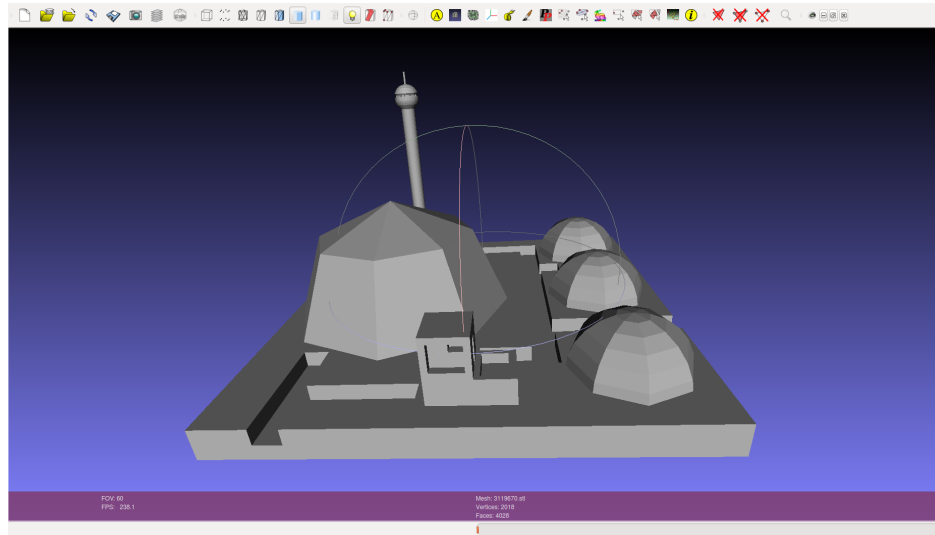 A
i
FOV: 60
FPS: 238.1
Mesh: 3119670.stl
Vertices: 2018
Faces: 4028